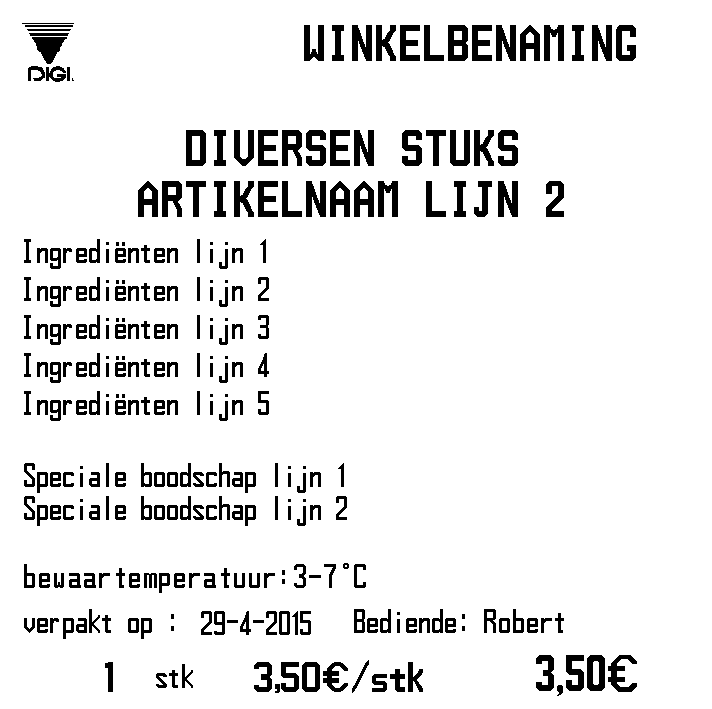 DIGI.
WINKELBENAMING
DIVERSEN STUKS
ARTIKELNAAM LIJN 2
Ingrediënten lijn 1
Ingrediënten lijn 2
Ingrediënten lijn 3
Ingrediënten lijn 4
Ingrediënten lijn 5
Speciale boodschap lijn 1
Speciale boodschap lijn 2
bewaartemperatuur:3-7°C
verpakt op : 29-4-2015 Bediende: Robert
1 stk 3,50€/stk 3,50€